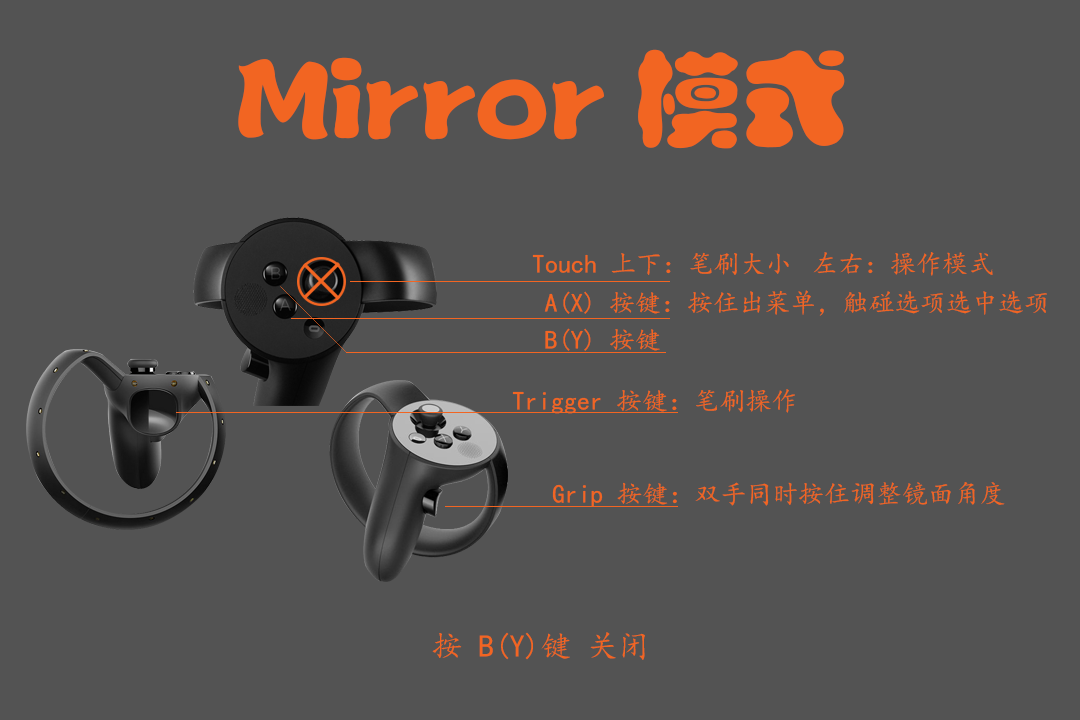 Mirror 模式
Touch 上下：笔刷大小 左右：操作模式
A(X) 按键：按住出菜单，触碰选项选中选项
B(Y) 按键
Trigger 按键：笔刷操作
Grip 按键：双手同时按住调整镜面角度
按 B(Y)键 关闭
B
A
Y
X